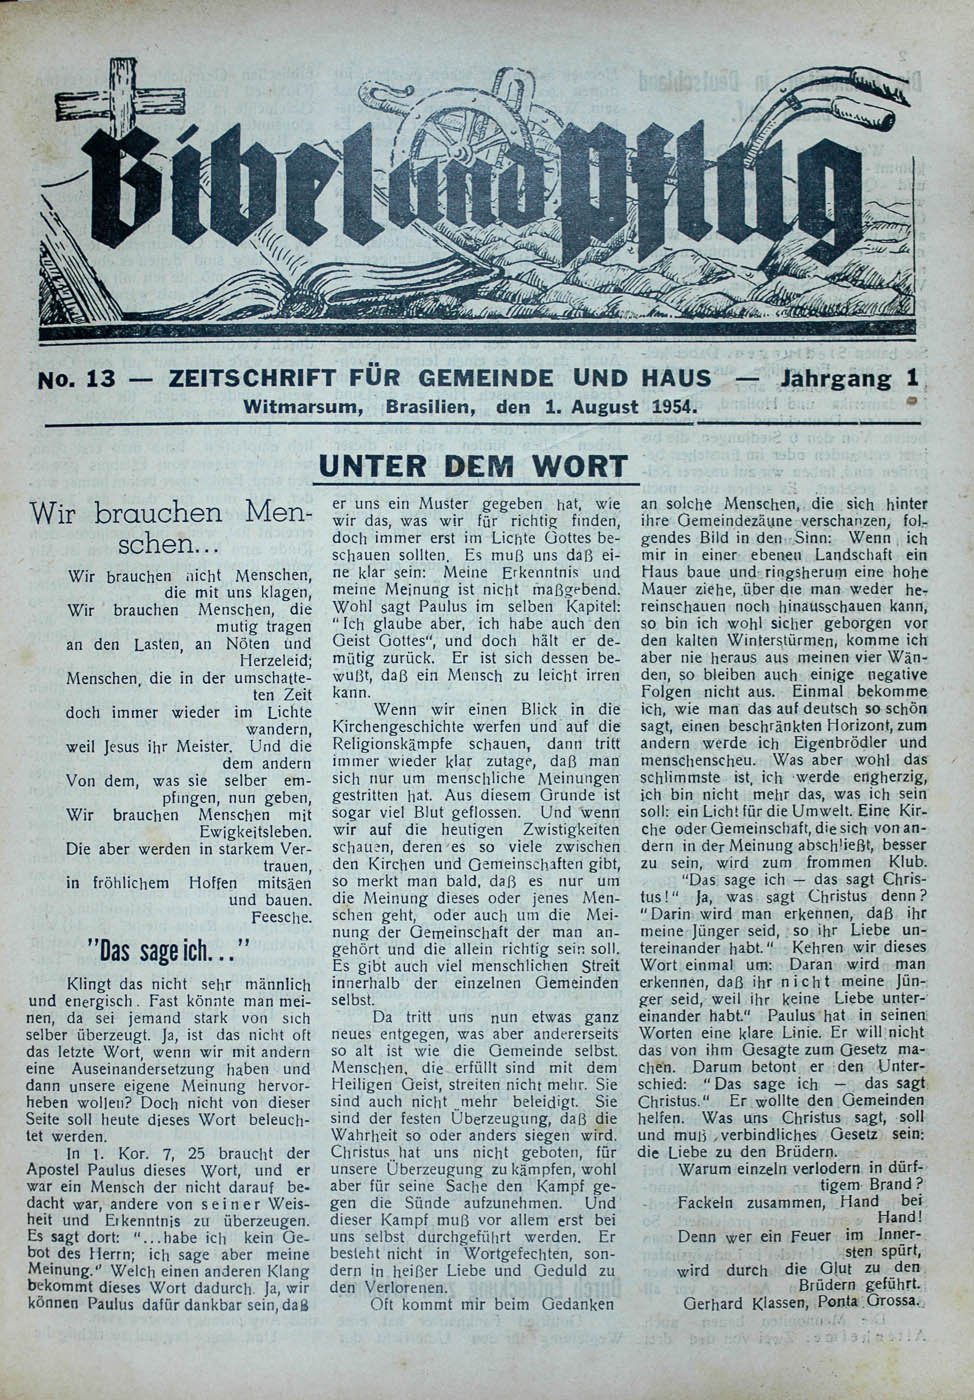 Bibel und Pflug
No. 13 — ZEITSCHRIFT FÜR GEMEINDE UND HAUS — Jahrgang 1
Witmarsum, Brasilien, den 1. August 1954.
UNTER DEM WORT
Wir brauchen Men-
schen...
Wir brauchen nicht Menschen,
die mit uns klagen,
Wir brauchen Menschen, die
mutig tragen
an den Lasten, an Nöten und
Herzeleid;
Menschen, die in der umschatte-
ten Zeit
doch immer wieder im Lichte
wandern,
weil Jesus ihr Meister. Und die
dem andern
Von dem, was sie selber em-
pfingen, nun geben,
Wir brauchen Menschen mit
Ewigkeitsleben.
Die aber werden in starkem Ver-
trauen,
in fröhlichem Hoffen mitsäen
und bauen.
Feesche.
"Das sage ich..."
Klingt das nicht sehr männlich
und energisch. Fast könnte man mei-
nen, da sei jemand stark von sich
selber überzeugt. Ja, ist das nicht oft
das letzte Wort, wenn wir mit andern
eine Auseinandersetzung haben und
dann unsere eigene Meinung hervor-
heben wollen? Doch nicht von dieser
Seite soll heute dieses Wort beleuch-
tet werden.
In 1. Kor. 7, 25 braucht der
Apostel Paulus dieses Wort, und er
war ein Mensch der nicht darauf be-
dacht war, andere von seiner Weis-
heit und Erkenntnis zu überzeugen.
Es sagt dort: "...habe ich kein Ge-
bot des Herrn; ich sage aber meine
Meinung." Welch einen anderen Klang
bekommt dieses Wort dadurch. Ja, wir
können Paulus dafür dankbar sein, daß
er uns ein Muster gegeben hat, wie
wir das, was wir für richtig finden,
doch immer erst im Lichte Gottes be-
schauen sollten. Es muß uns daß ei-
ne klar sein: Meine Erkenntnis und
meine Meinung ist nicht maßgebend.
Wohl sagt Paulus im selben Kapitel:
"Ich glaube aber, ich habe auch den
Geist Gottes", und doch hält er de-
mütig zurück. Er ist sich dessen be-
wußt, daß ein Mensch zu leicht irren
kann.
Wenn wir einen Blick in die
Kirchengeschichte werfen und auf die
Religionskämpfe schauen, dann tritt
immer wieder klar zutage, daß man
sich nur um menschliche Meinungen
gestritten hat. Aus diesem Grunde ist
sogar viel Blut geflossen. Und wenn
wir auf die heutigen Zwistigkeiten
schauen, deren es so viele zwischen
den Kirchen und Gemeinschaften gibt,
so merkt man bald, daß es nur um
die Meinung dieses oder jenes Men-
schen geht, oder auch um die Mei-
nung der Gemeinschaft der man an-
gehört und die allein richtig sein soll.
Es gibt auch viel menschlichen Streit
innerhalb der einzelnen Gemeinden
selbst.
Da tritt uns nun etwas ganz
neues entgegen, was aber andererseits
so alt ist wie die Gemeinde selbst.
Menschen, die erfüllt sind mit dem
Heiligen Geist, streiten nicht mehr. Sie
sind auch nicht mehr beleidigt. Sie
sind der festen Überzeugung, daß die
Wahrheit so oder anders siegen wird.
Christus hat uns nicht geboten, für
unsere Überzeugung zu kämpfen, wohl
aber für seine Sache den Kampf ge-
gen die Sünde aufzunehmen. Und
dieser Kampf muß vor allem erst bei
uns selbst durchgeführt werden. Er
besteht nicht in Wortgefechten, son-
dern in heißer Liebe und Geduld zu
den Verlorenen.
Oft kommt mir beim Gedanken
an solche Menschen, die sich hinter
ihre Gemeindezäune verschanzen, fol-
gendes Bild in den Sinn: Wenn ich
mir in einer ebenen Landschaft ein
Haus baue und ringsherum eine hohe
Mauer ziehe, über die man weder he-
reinschauen noch hinausschauen kann,
so bin ich wohl sicher geborgen vor
den kalten Winterstürmen, komme ich
aber nie heraus aus meinen vier Wän-
den, so bleiben auch einige negative
Folgen nicht aus. Einmal bekomme
ich, wie man das auf deutsch so schön
sagt, einen beschränkten Horizont, zum
andern werde ich Eigenbrödler und
menschenscheu. Was aber wohl das
schlimmste ist, ich werde engherzig,
ich bin nicht mehr das, was ich sein
soll: ein Licht für die Umwelt. Eine Kir-
che oder Gemeinschaft, die sich von an-
dern in der Meinung abschließt, besser
zu sein, wird zum frommen Klub.
"Das sage ich — das sagt Chris-
tus!" Ja, was sagt Christus denn?
"Darin wird man erkennen, daß ihr
meine Jünger seid, so ihr Liebe un-
tereinander habt." Kehren wir dieses
Wort einmal um: Daran wird man
erkennen, daß ihr nicht meine Jün-
ger seid, weil ihr keine Liebe unter-
einander habt." Paulus hat in seinen
Worten eine klare Linie. Er will nicht
das von ihm Gesagte zum Gesetz ma-
chen. Darum betont er den Unter-
schied: "Das sage ich — das sagt
Christus." Er wollte den Gemeinden
helfen. Was uns Christus sagt, soll
und muß verbindliches Gesetz sein:
die Liebe zu den Brüdern.
Warum einzeln verlodern in dürf-
tigem Brand?
Fackeln zusammen, Hand bei
Hand!
Denn wer ein Feuer im Inner-
sten spürt,
wird durch die Glut zu den
Brüdern geführt.
Gerhard Klassen, Ponta Grossa.